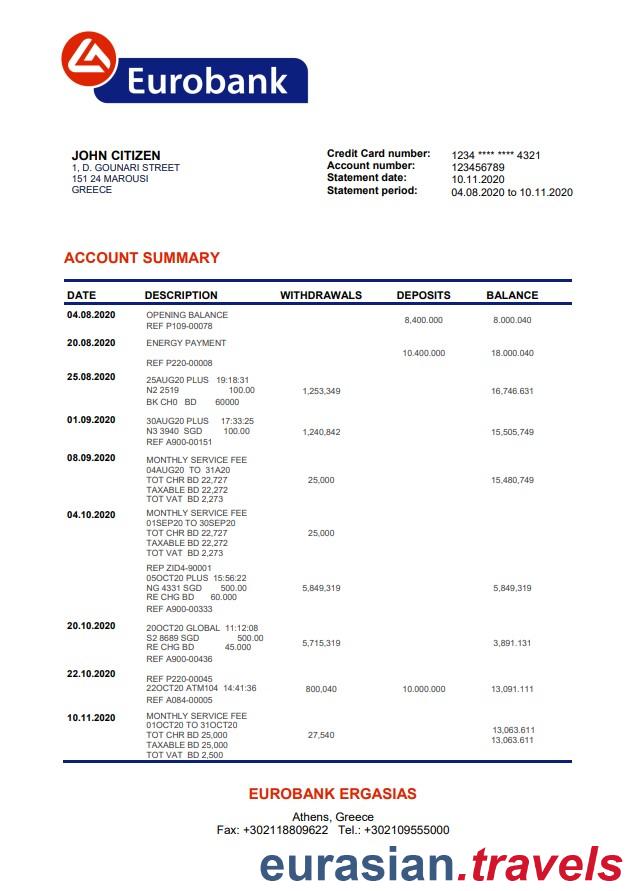 Eurobank
JOHN CITIZEN
1, D. GOUNARI STREET
151 24 MAROUSI
GREECE
Credit Card number: 1234 **** **** 4321
Account number: 123456789
Statement date: 10.11.2020
Statement period: 04.08.2020 to 10.11.2020
ACCOUNT SUMMARY
DATE DESCRIPTION WITHDRAWALS DEPOSITS BALANCE
04.08.2020 OPENING BALANCE
8,400.000 8.000.040
REF P109-00078
20.08.2020 ENERGY PAYMENT
10.400.000 18.000.040
REF P220-00008
25.08.2020 25AUG20 PLUS 19:18:31
N2 2519 100.00 1,253,349 16,746.631
BK CH0 BD 60000
01.09.2020 30AUG20 PLUS 17:33:25
N3 3940 SGD 100.00 1,240,842 15,505,749
REF A900-00151
08.09.2020 MONTHLY SERVICE FEE
04AUG20 TO 31A20
TOT CHR BD 22,727 25,000 15,480,749
TAXABLE BD 22,272
TOT VAT BD 2,273
04.10.2020 MONTHLY SERVICE FEE
01SEP20 TO 30SEP20
TOT CHR BD 22,727 25,000
TAXABLE BD 22,272
TOT VAT BD 2,273
REP ZID4-90001
05OCT20 PLUS 15:56:22
NG 4331 SGD 500.00 5,849,319 5,849,319
RE CHG BD 60.000
REF A900-00333
20.10.2020 20OCT20 GLOBAL 11:12:08
S2 8689 SGD 500.00 5,715,319 3,891.131
RE CHG BD 45.000
REF A900-00436
22.10.2020 REF P220-00045
22OCT20 ATM104 14:41:36 800,040 10.000.000 13,091.111
REF A084-00005
10.11.2020 MONTHLY SERVICE FEE
01OCT20 TO 31OCT20 13,063.611
TOT CHR BD 25,000 27,540 13,063.611
TAXABLE BD 25,000
TOT VAT BD 2,500
EUROBANK ERGASIAS
Athens, Greece
Fax: +302118809622 Tel.: +302109555000
eurasian.travels